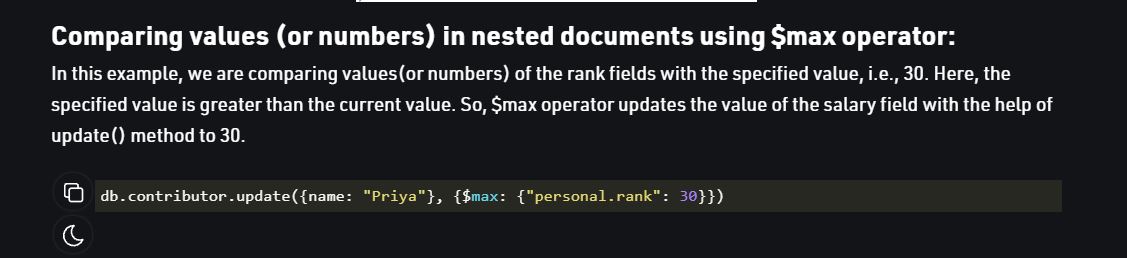 Comparing values (or numbers) in nested documents using $max operator:
In this example, we are comparing values(or numbers) of the rank fields with the specified value, i.e., 30. Here, the
specified value is greater than the current value. So, $max operator updates the value of the salary field with the help of
update() method to 30.
db.contributor.update({name: "Priya"}, {$max: {"personal.rank": 30}})